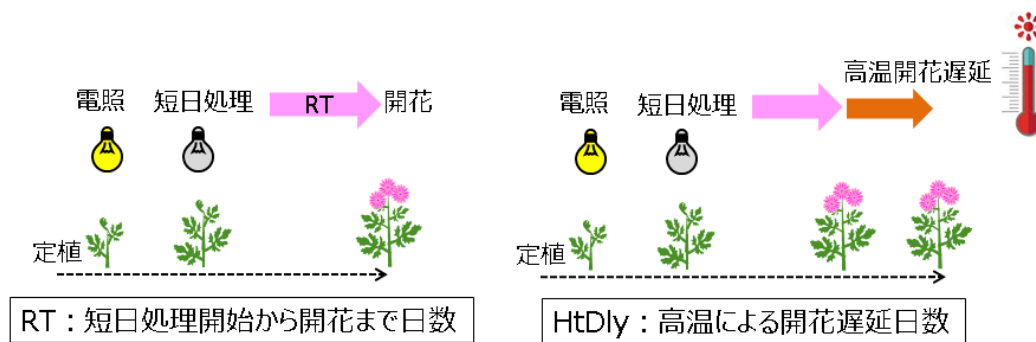 電照
短日処理
RT
開花
定植
RT：短日処理開始から開花まで日数
高温開花遅延
電照
短日処理
定植
HtDly：高温による開花遅延日数